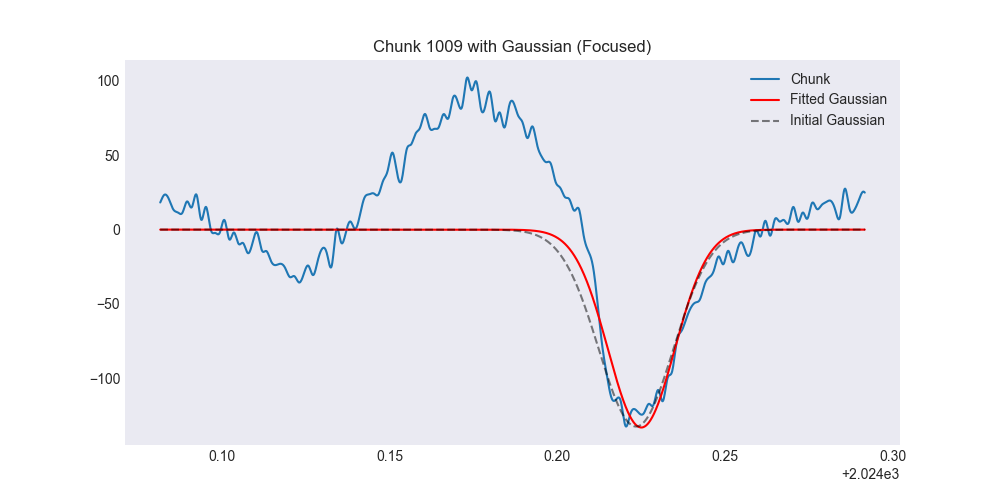 Chunk 1009 with Gaussian (Focused)
Chunk
Fitted Gaussian
Initial Gaussian
100
50
0
−50
−100
0.10 0.15 0.20 0.25 0.30
+2.024e3